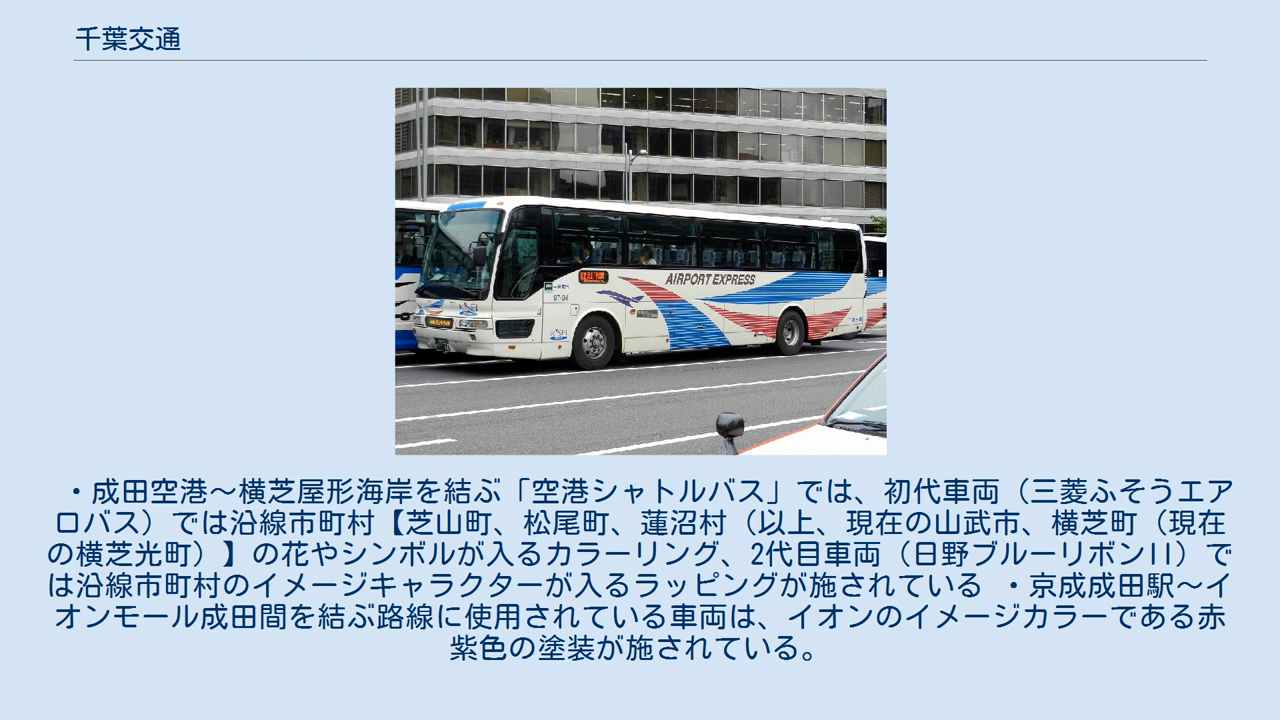 千葉交通
AIRPORT EXPRESS
・成田空港～横芝屋形海岸を結ぶ「空港シャトルバス」では、初代車両（三菱ふそうエア
ロバス）では沿線市町村【芝山町、松尾町、蓮沼村（以上、現在の山武市、横芝町（現在
の横芝光町）】の花やシンボルが入るカラーリング、2代目車両（日野ブルーリボンII）で
は沿線市町村のイメージキャラクターが入るラッピングが施されている ・京成成田駅～イ
オンモール成田間を結ぶ路線に使用されている車両は、イオンのイメージカラーである赤
紫色の塗装が施されている。